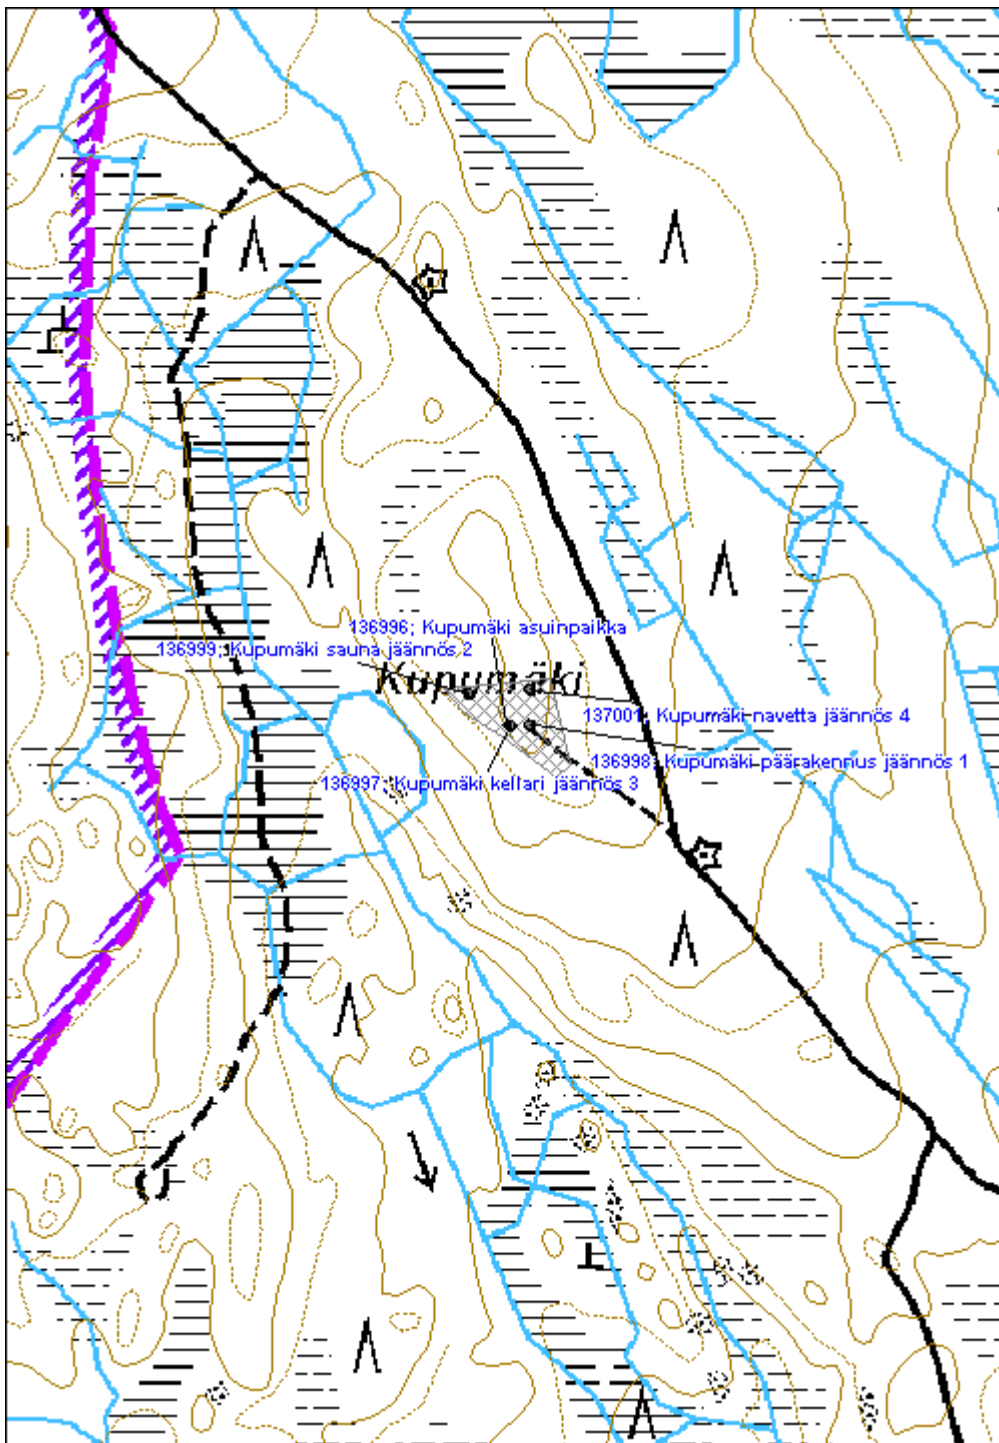 136996; Kupumäki asuinpaikka
136999; Kupumäki sauna jäännös 2
Kupumäki
137001; Kupumäki navetta jäännös 4
136998; Kupumäki päärakennus jäännös 1
136997; Kupumäki kellari jäännös 3